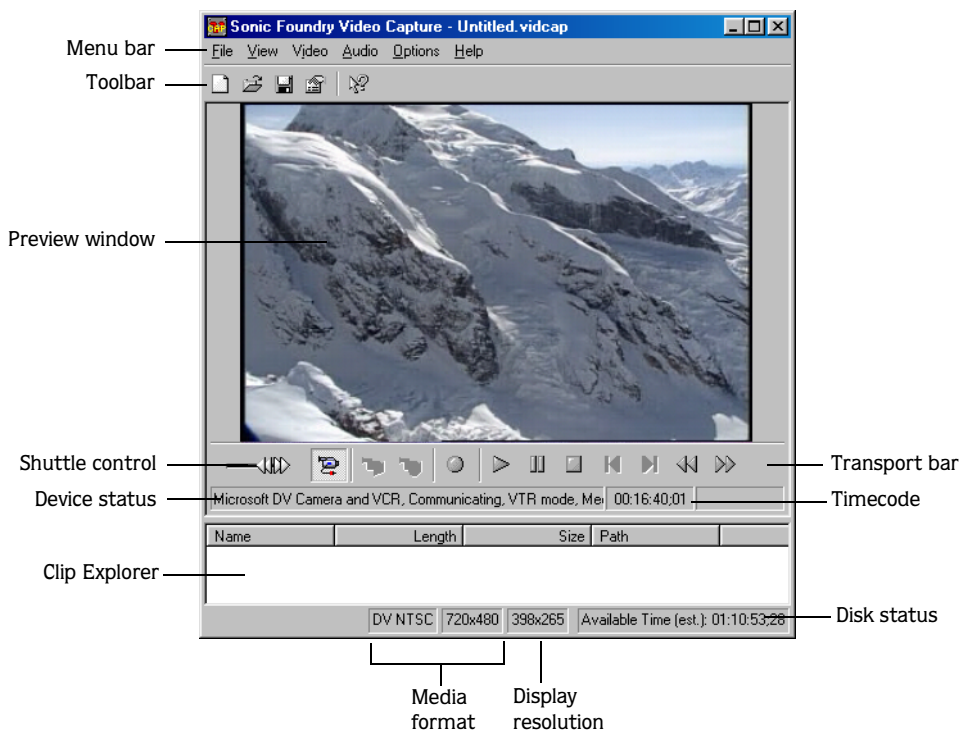 Sonic Foundry Video Capture - Untitled.vidcap
Menu bar
File View Video Audio Options Help
Toolbar
Preview window
Shuttle control
Transport bar
Device status
Microsoft DV Camera and VCR, Communicating, VTR mode, Me
00:16:40;01
Timecode
Name Length Size Path
Clip Explorer
DV NTSC 720x480 398x265 Available Time (est.): 01:10:53;28
Disk status
Media format
Display resolution